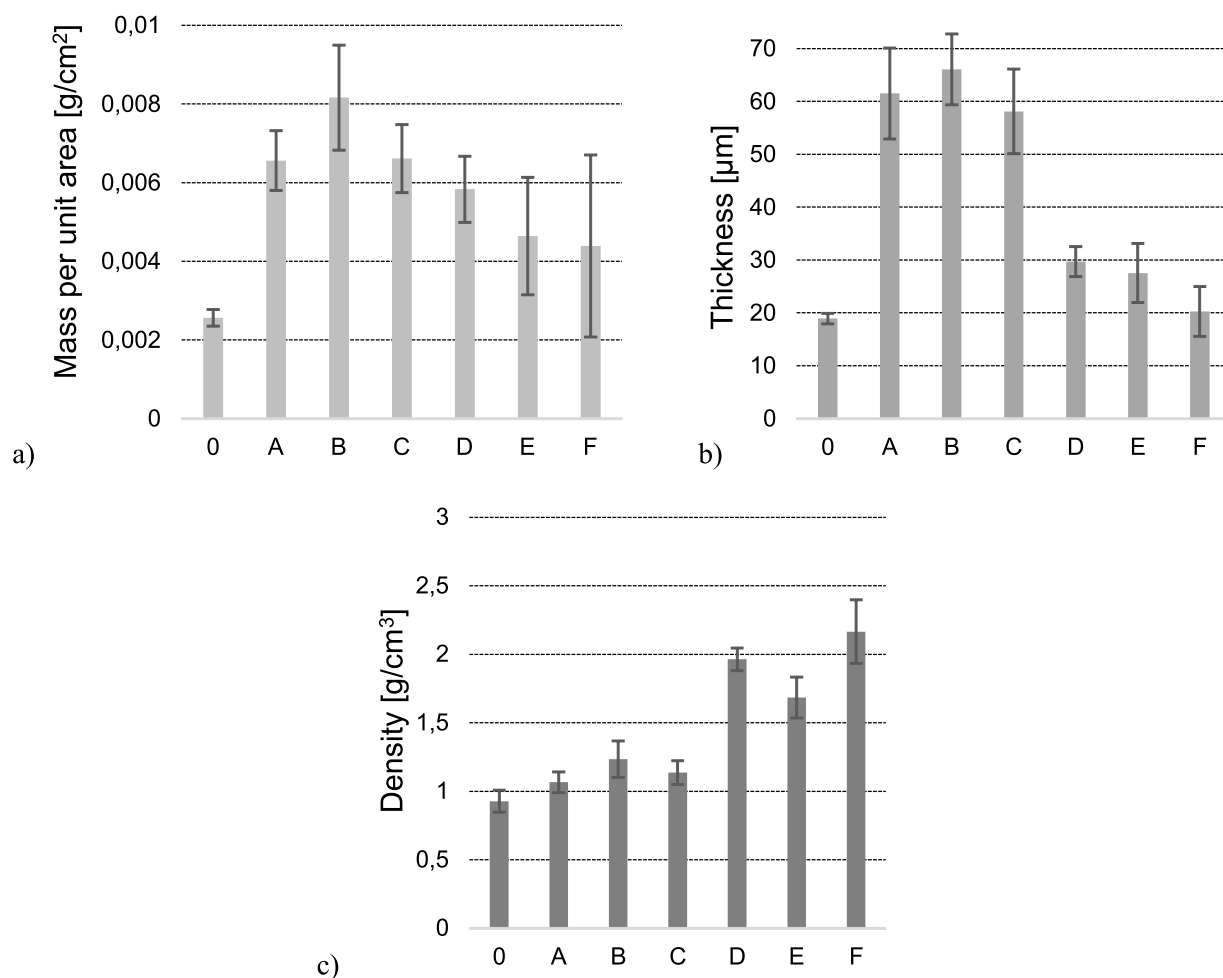 Mass per unit area [g/cm²]
0,01
0,008
0,006
0,004
0,002
0
0 A B C D E F
a)
Thickness [µm]
70
60
50
40
30
20
10
0
0 A B C D E F
b)
Density [g/cm³]
3
2,5
2
1,5
1
0,5
0
0 A B C D E F
c)